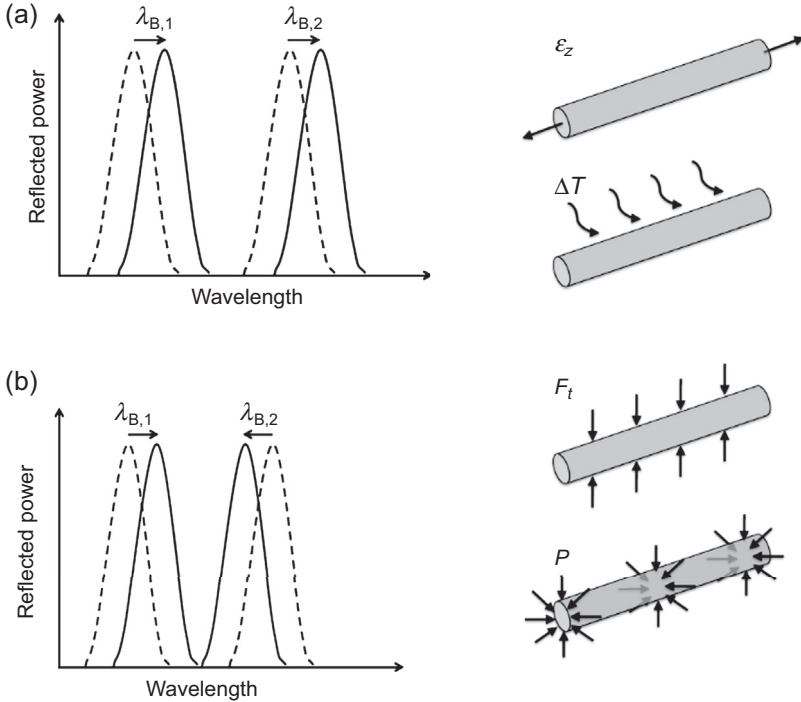 (a)
λB,1
λB,2
Reflected power
Wavelength
εz
ΔT
(b)
λB,1
λB,2
Reflected power
Wavelength
Ft
P